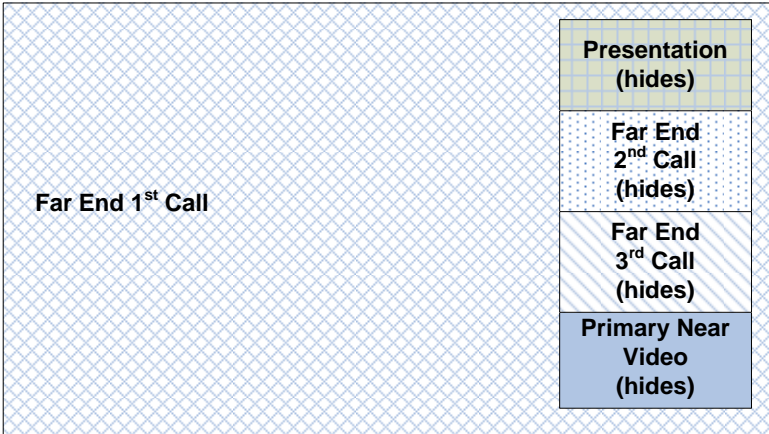 Far End 1st Call
Presentation
(hides)
Far End
2nd Call
(hides)
Far End
3rd Call
(hides)
Primary Near
Video
(hides)